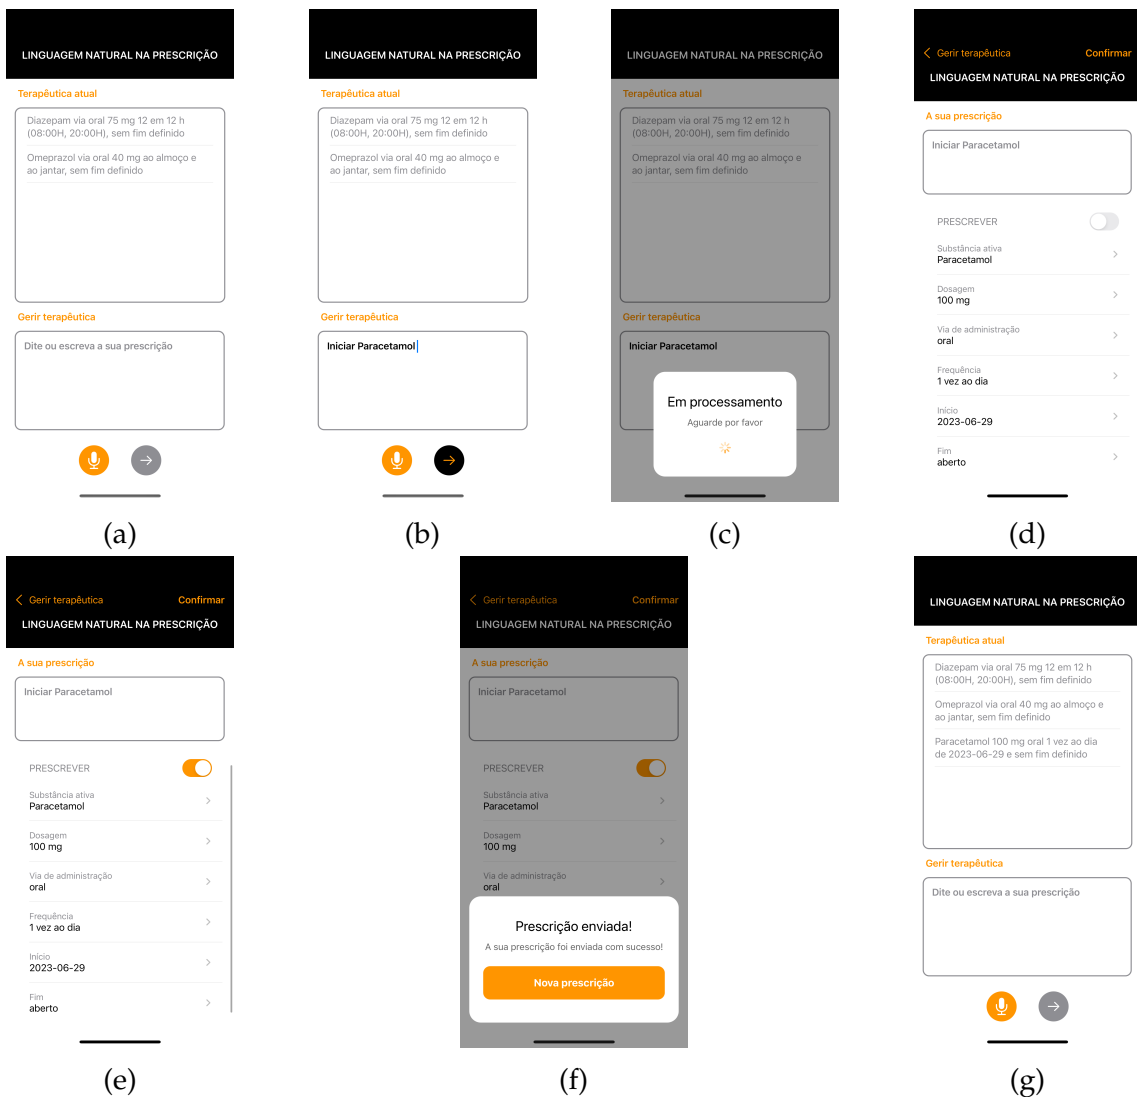 LINGUAGEM NATURAL NA PRESCRIÇÃO
Terapêutica atual
Diazepam via oral 75 mg 12 em 12 h
(08:00H, 20:00H), sem fim definido
Omeprazol via oral 40 mg ao almoço e
ao jantar, sem fim definido
Gerir terapêutica
Dite ou escreva a sua prescrição
(a)
LINGUAGEM NATURAL NA PRESCRIÇÃO
Terapêutica atual
Diazepam via oral 75 mg 12 em 12 h
(08:00H, 20:00H), sem fim definido
Omeprazol via oral 40 mg ao almoço e
ao jantar, sem fim definido
Gerir terapêutica
Iniciar Paracetamol
(b)
LINGUAGEM NATURAL NA PRESCRIÇÃO
Terapêutica atual
Diazepam via oral 75 mg 12 em 12 h
(08:00H, 20:00H), sem fim definido
Omeprazol via oral 40 mg ao almoço e
ao jantar, sem fim definido
Gerir terapêutica
Iniciar Paracetamol
Em processamento
Aguarde por favor
(c)
Gerir terapêutica Confirmar
LINGUAGEM NATURAL NA PRESCRIÇÃO
A sua prescrição
Iniciar Paracetamol
PRESCREVER
Substância ativa
Paracetamol
Dosagem
100 mg
Via de administração
oral
Frequência
1 vez ao dia
Início
2023-06-29
Fim
aberto
(d)
Gerir terapêutica Confirmar
LINGUAGEM NATURAL NA PRESCRIÇÃO
A sua prescrição
Iniciar Paracetamol
PRESCREVER
Substância ativa
Paracetamol
Dosagem
100 mg
Via de administração
oral
Frequência
1 vez ao dia
Início
2023-06-29
Fim
aberto
(e)
Gerir terapêutica Confirmar
LINGUAGEM NATURAL NA PRESCRIÇÃO
A sua prescrição
Iniciar Paracetamol
PRESCREVER
Substância ativa
Paracetamol
Dosagem
100 mg
Via de administração
oral
Prescrição enviada!
A sua prescrição foi enviada com sucesso!
Nova prescrição
(f)
LINGUAGEM NATURAL NA PRESCRIÇÃO
Terapêutica atual
Diazepam via oral 75 mg 12 em 12 h
(08:00H, 20:00H), sem fim definido
Omeprazol via oral 40 mg ao almoço e
ao jantar, sem fim definido
Paracetamol 100 mg oral 1 vez ao dia
de 2023-06-29 e sem fim definido
Gerir terapêutica
Dite ou escreva a sua prescrição
(g)